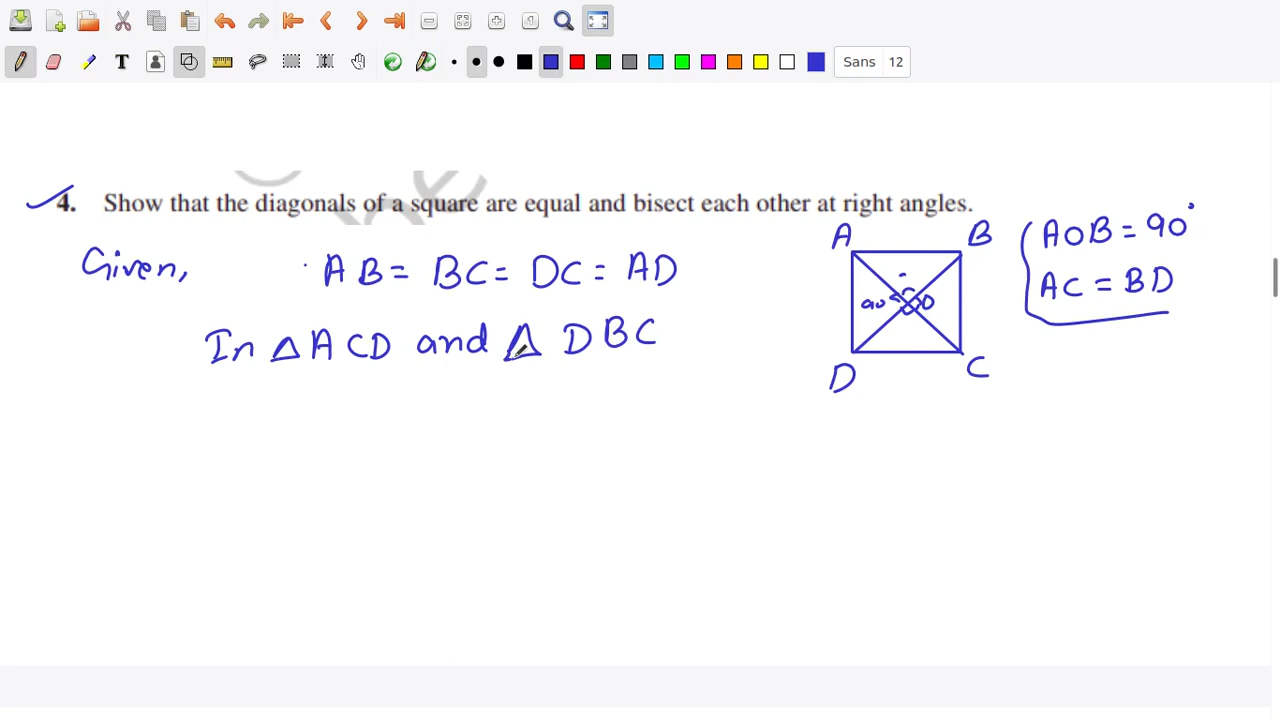 Sans 12
4. Show that the diagonals of a square are equal and bisect each other at right angles.
Given, AB = BC = DC = AD
In △ ACD and △ DBC
A B
90 O
D C
AOB = 90°
AC = BD